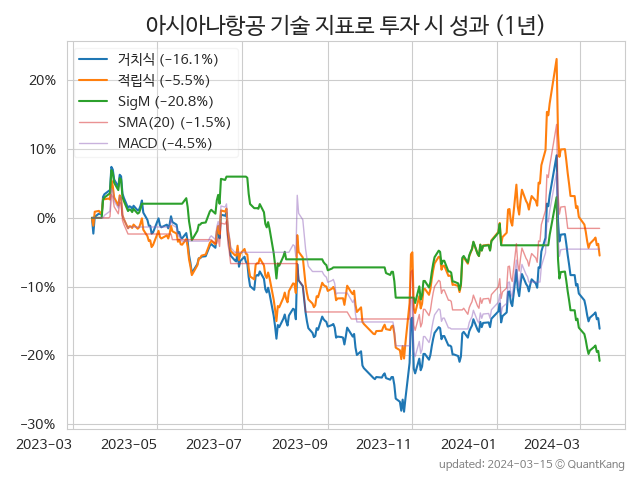 아시아나항공 기술 지표로 투자 시 성과 (1년)
거치식 (−16.1%)
적립식 (−5.5%)
SigM (−20.8%)
SMA(20) (−1.5%)
MACD (−4.5%)
20%
10%
0%
−10%
−20%
−30%
2023-03 2023-05 2023-07 2023-09 2023-11 2024-01 2024-03
updated: 2024-03-15 ⓒ QuantKang